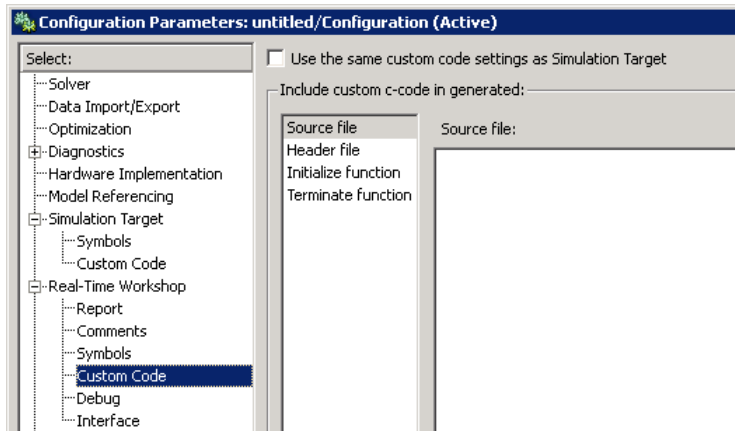 Configuration Parameters: untitled/Configuration (Active)
Select:
Solver
Data Import/Export
Optimization
Diagnostics
Hardware Implementation
Model Referencing
Simulation Target
Symbols
Custom Code
Real-Time Workshop
Report
Comments
Symbols
Custom Code
Debug
Interface
Use the same custom code settings as Simulation Target
Include custom c-code in generated:
Source file
Header file
Initialize function
Terminate function
Source file: